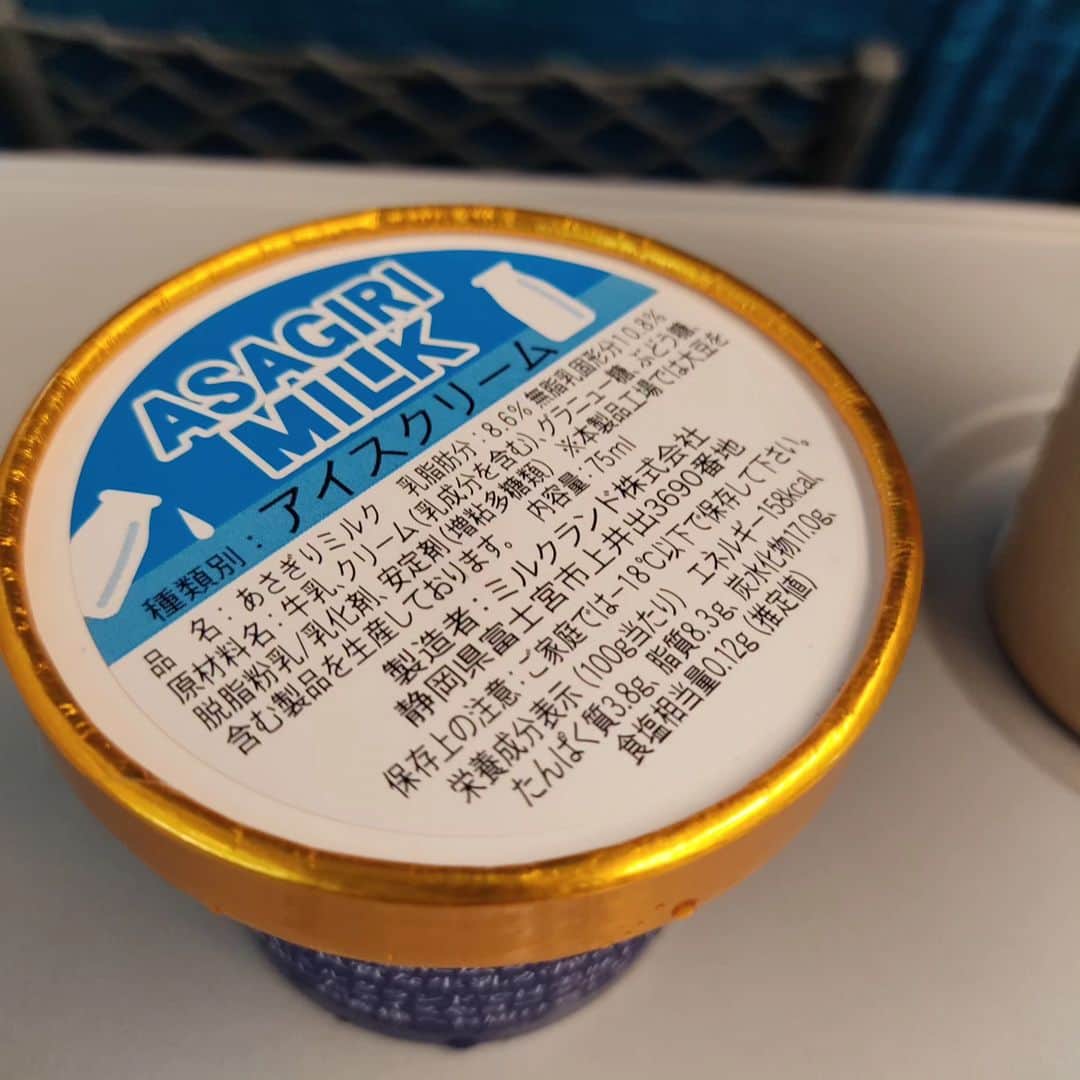 ASAGIRI
MILK
種類別：アイスクリーム
品　名：あさぎりミルク　乳脂肪分：8.6% 無脂乳固形分10.8%
原材料名：牛乳、クリーム(乳成分を含む)、グラニュー糖、ぶどう糖、
脱脂粉乳/乳化剤、安定剤(増粘多糖類)　※本製品工場では大豆を
含む製品を生産しております。　内容量：75ml
製造者：ミルクランド株式会社
静岡県富士宮市上井出3690番地
保存上の注意：ご家庭では−18℃以下で保存して下さい。
栄養成分表示(100g当たり)　エネルギー158kcal、
たんぱく質3.8g、脂質8.3g、炭水化物17.0g、
食塩相当量0.12g(推定値)